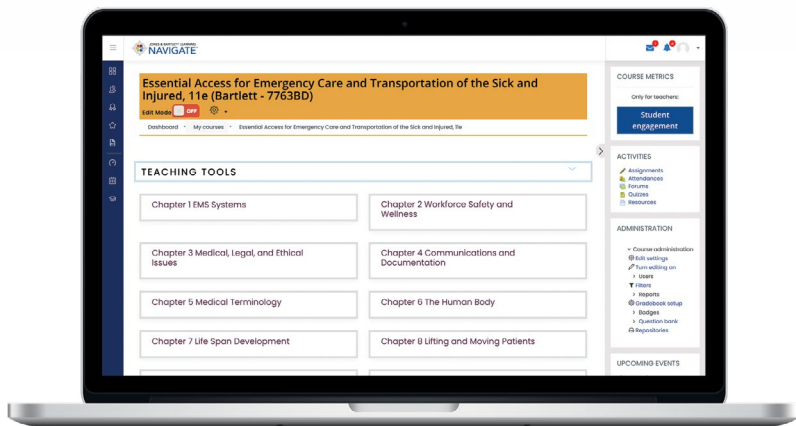 JONES & BARTLETT LEARNING
NAVIGATE
Essential Access for Emergency Care and Transportation of the Sick and
Injured, 11e (Bartlett - 7763BD)
Edit Mode OFF
Dashboard
My courses
Essential Access for Emergency Care and Transportation of the Sick and Injured, 11e
TEACHING TOOLS
Chapter 1 EMS Systems
Chapter 2 Workforce Safety and
Wellness
Chapter 3 Medical, Legal, and Ethical
Issues
Chapter 4 Communications and
Documentation
Chapter 5 Medical Terminology
Chapter 6 The Human Body
Chapter 7 Life Span Development
Chapter 8 Lifting and Moving Patients
COURSE METRICS
Only for teachers:
Student
engagement
ACTIVITIES
Assignments
Attendances
Forums
Quizzes
Resources
ADMINISTRATION
Course administration
Edit settings
Turn editing on
Users
Filters
Reports
Gradebook setup
Badges
Question bank
Repositories
UPCOMING EVENTS